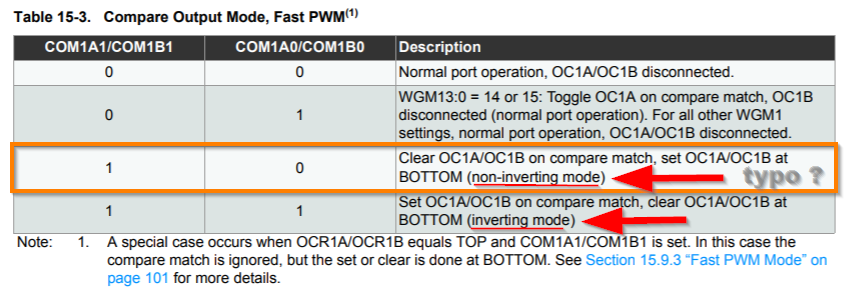 Table 15-3. Compare Output Mode, Fast PWM(1)
COM1A1/COM1B1 COM1A0/COM1B0 Description
0 0 Normal port operation, OC1A/OC1B disconnected.
0 1 WGM13:0 = 14 or 15: Toggle OC1A on compare match, OC1B
disconnected (normal port operation). For all other WGM1
settings, normal port operation, OC1A/OC1B disconnected.
1 0 Clear OC1A/OC1B on compare match, set OC1A/OC1B at
BOTTOM (non-inverting mode) typo ?
1 1 Set OC1A/OC1B on compare match, clear OC1A/OC1B at
BOTTOM (inverting mode)
Note: 1. A special case occurs when OCR1A/OCR1B equals TOP and COM1A1/COM1B1 is set. In this case the
compare match is ignored, but the set or clear is done at BOTTOM. See Section 15.9.3 “Fast PWM Mode” on
page 101 for more details.